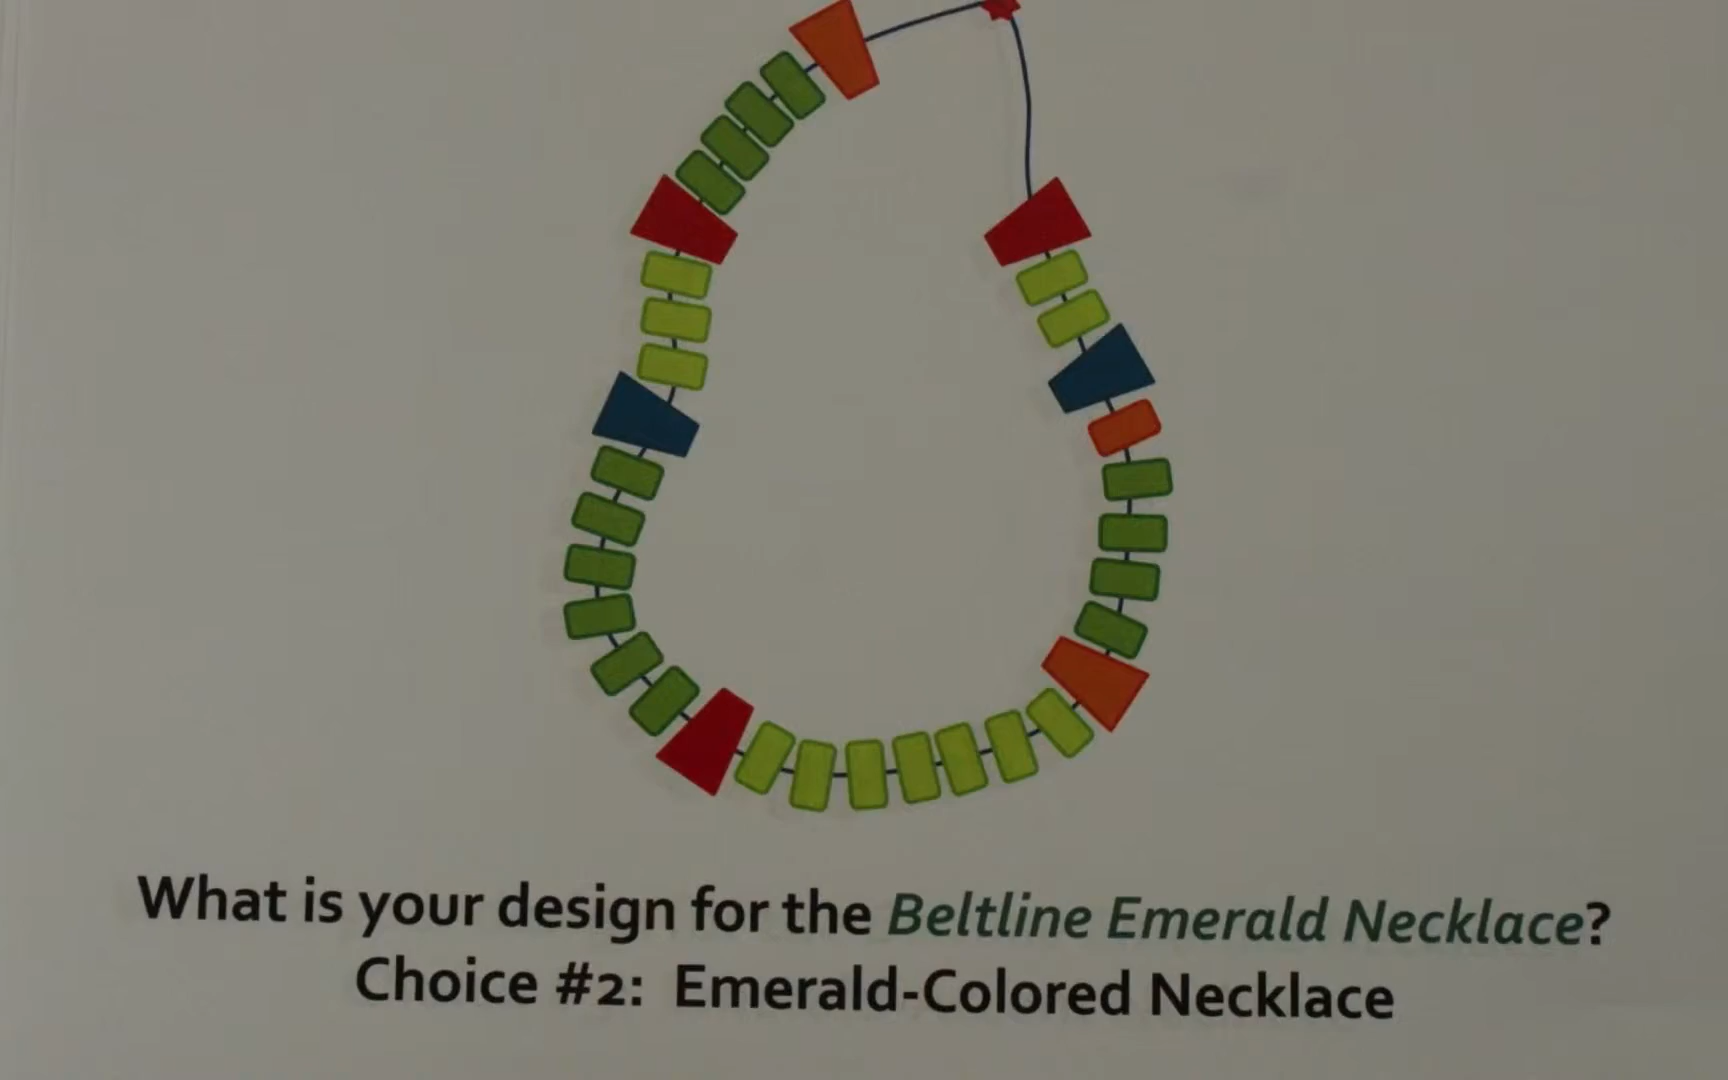 What is your design for the Beltline Emerald Necklace?
Choice #2: Emerald-Colored Necklace